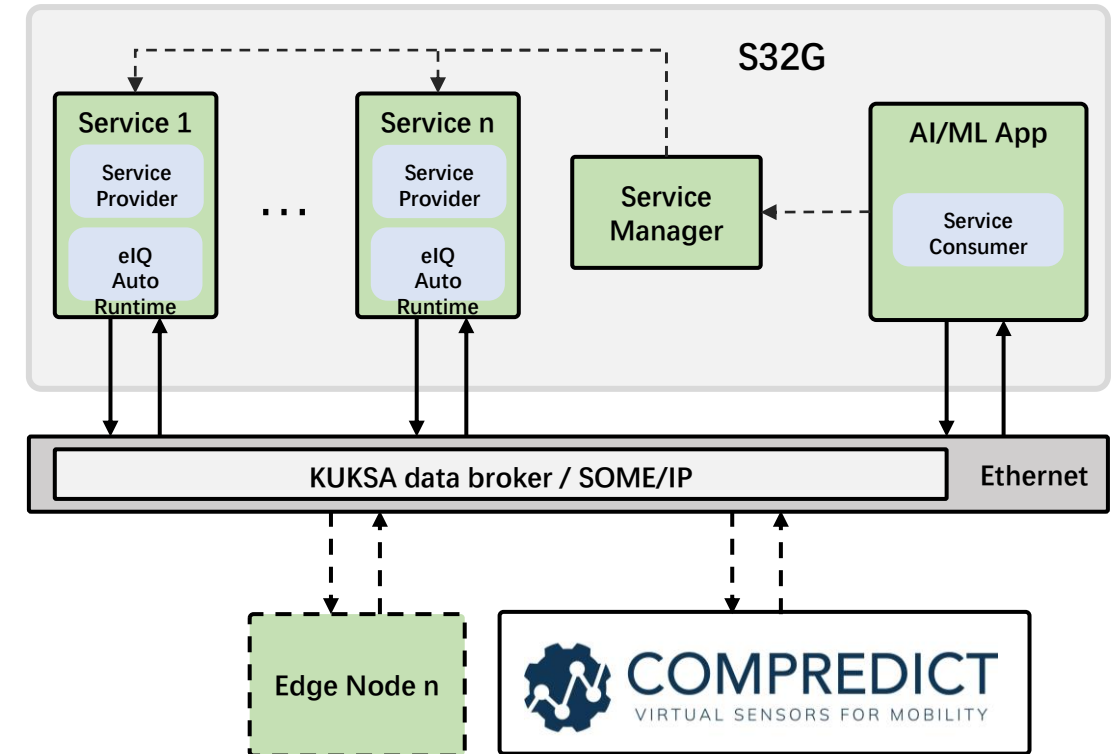 S32G
Service 1
Service
Provider
eIQ
Auto
Runtime
...
Service n
Service
Provider
eIQ
Auto
Runtime
Service
Manager
AI/ML App
Service
Consumer
KUKSA data broker / SOME/IP
Ethernet
Edge Node n
COMPREDICT
VIRTUAL SENSORS FOR MOBILITY